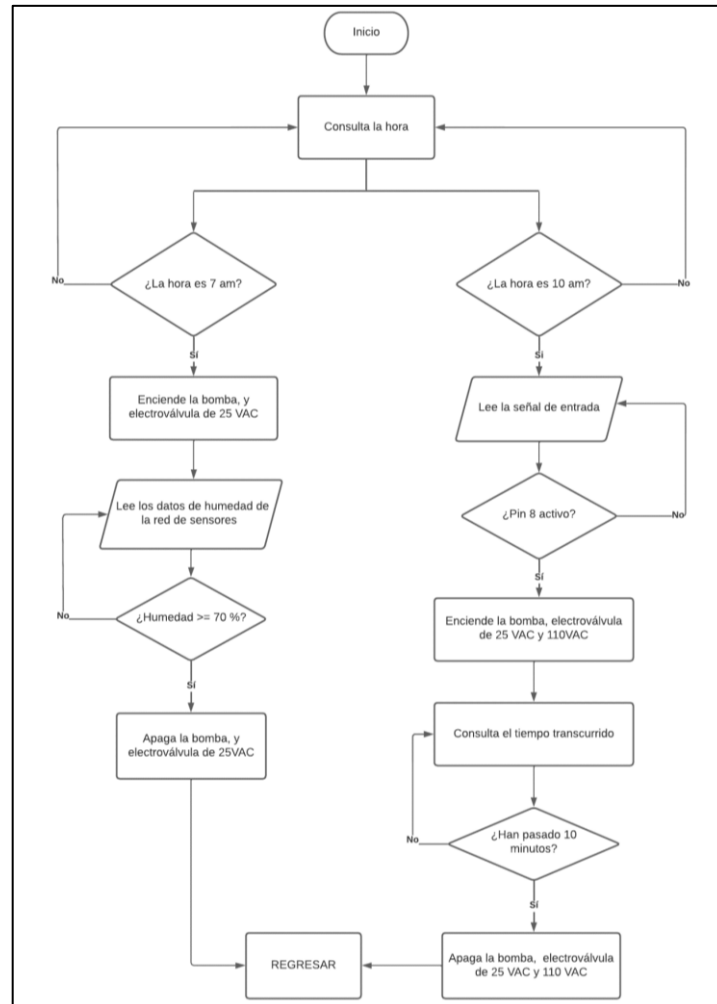 Inicio
Consulta la hora
¿La hora es 7 am?
No
Sí
¿La hora es 10 am?
No
Sí
Enciende la bomba, y
electroválvula de 25 VAC
Lee la señal de entrada
Lee los datos de humedad de
la red de sensores
¿Pin 8 activo?
No
Sí
¿Humedad >= 70 %?
No
Sí
Enciende la bomba, electroválvula
de 25 VAC y 110VAC
Apaga la bomba, y
electroválvula de 25VAC
Consulta el tiempo transcurrido
¿Han pasado 10
minutos?
No
Sí
REGRESAR
Apaga la bomba, electroválvula
de 25 VAC y 110 VAC